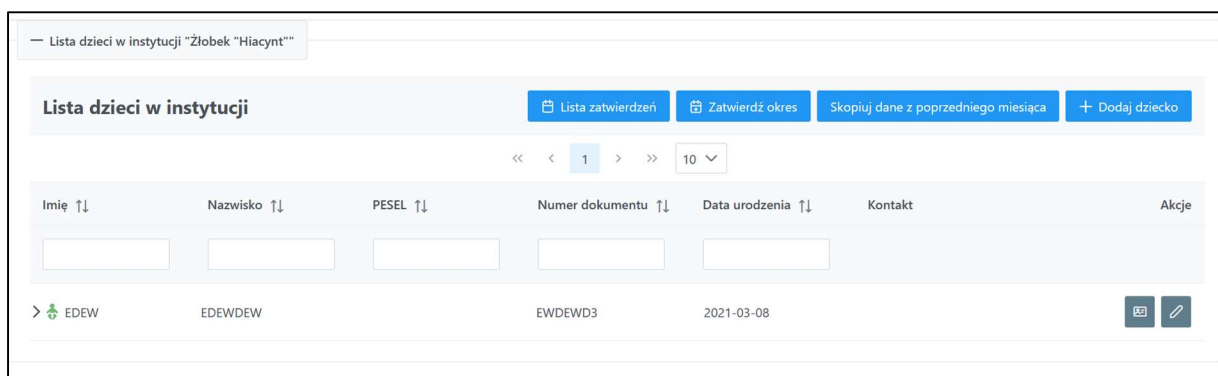 — Lista dzieci w instytucji "Żłobek "Hiacynt""
Lista dzieci w instytucji Lista zatwierdzeń Zatwierdź okres Skopiuj dane z poprzedniego miesiąca + Dodaj dziecko
<< < 1 > >> 10
Imię Nazwisko PESEL Numer dokumentu Data urodzenia Kontakt Akcje
EDEW EDEWDEW EWDEWD3 2021-03-08